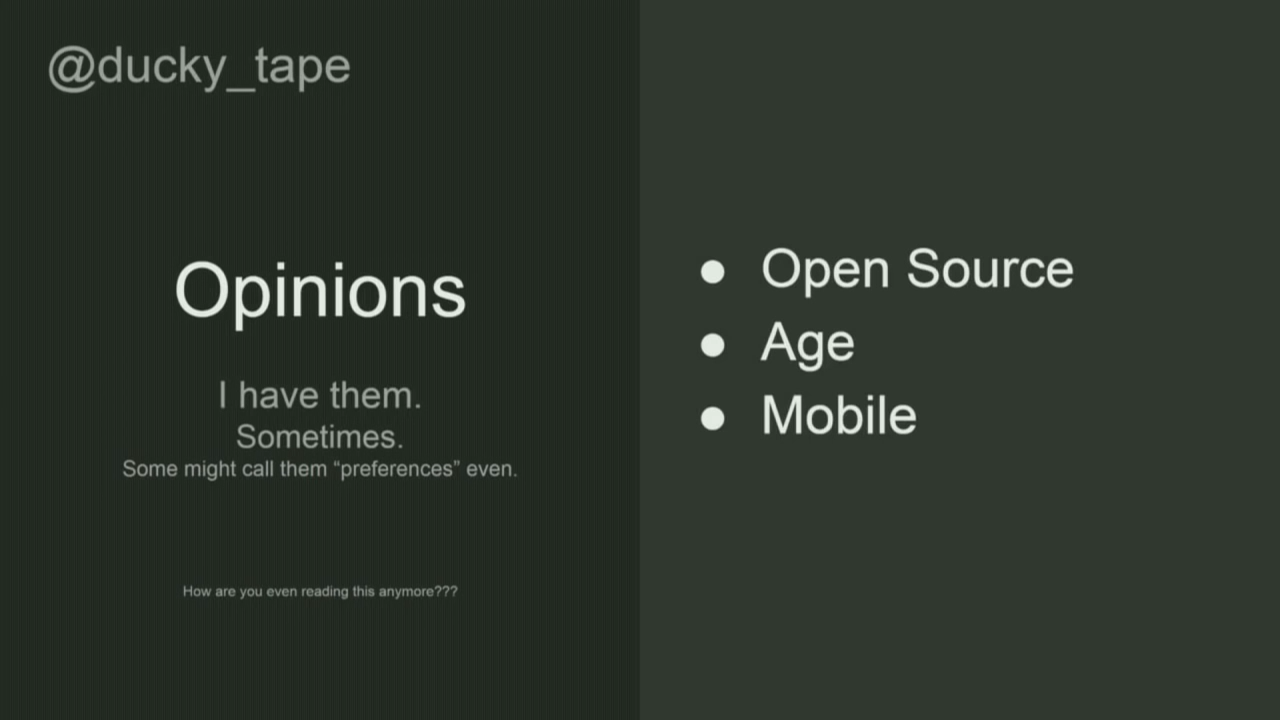 @ducky_tape
Opinions
I have them.
Sometimes.
Some might call them “preferences” even.
How are you even reading this anymore???
● Open Source
● Age
● Mobile